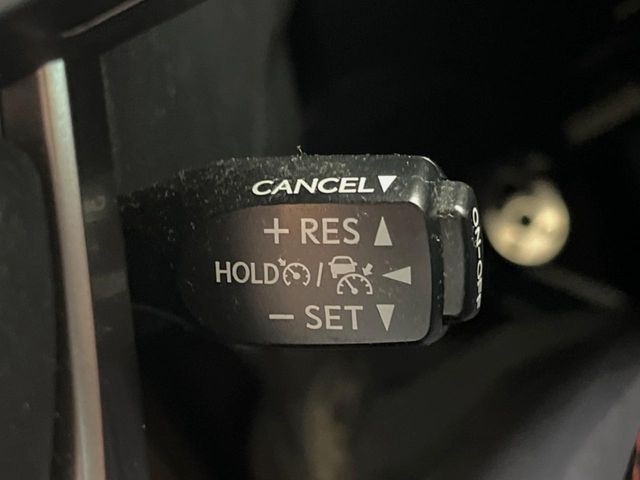 CANCEL▼
+ RES ▲
HOLD / ◀
− SET ▼
ON-OFF